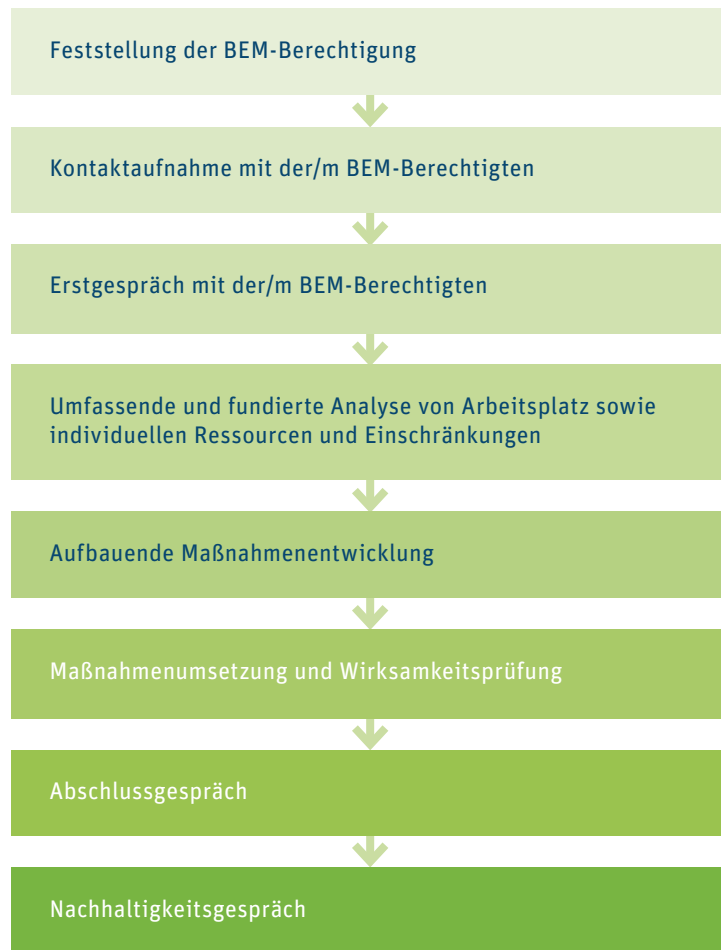 Feststellung der BEM-Berechtigung
Kontaktaufnahme mit der/m BEM-Berechtigten
Erstgespräch mit der/m BEM-Berechtigten
Umfassende und fundierte Analyse von Arbeitsplatz sowie
individuellen Ressourcen und Einschränkungen
Aufbauende Maßnahmenentwicklung
Maßnahmenumsetzung und Wirksamkeitsprüfung
Abschlussgespräch
Nachhaltigkeitsgespräch